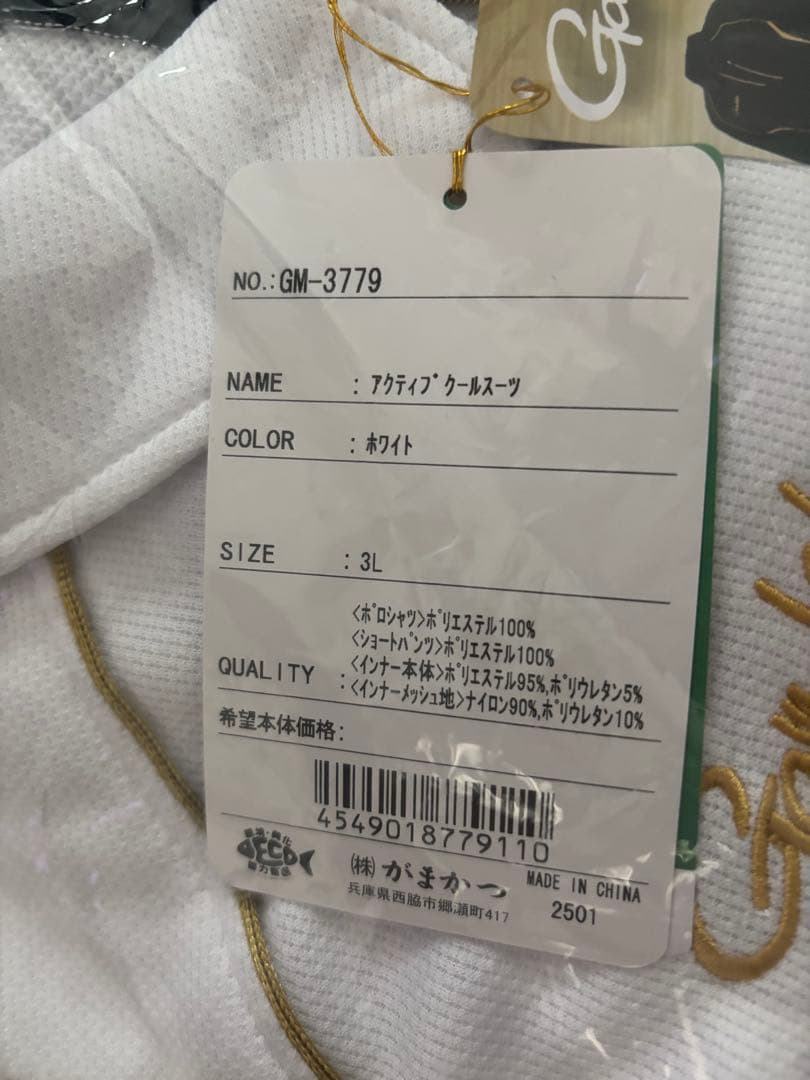 NO.: GM-3779
NAME : アクティブクールスーツ
COLOR : ホワイト
SIZE : 3L
QUALITY : <ポロシャツ>ポリエステル100%
<ショートパンツ>ポリエステル100%
<インナー本体>ポリエステル95%,ポリウレタン5%
<インナーメッシュ地>ナイロン90%,ポリウレタン10%
希望本体価格:
4549018779110
(株) がまかつ
MADE IN CHINA
兵庫県西脇市郷瀬町417
2501